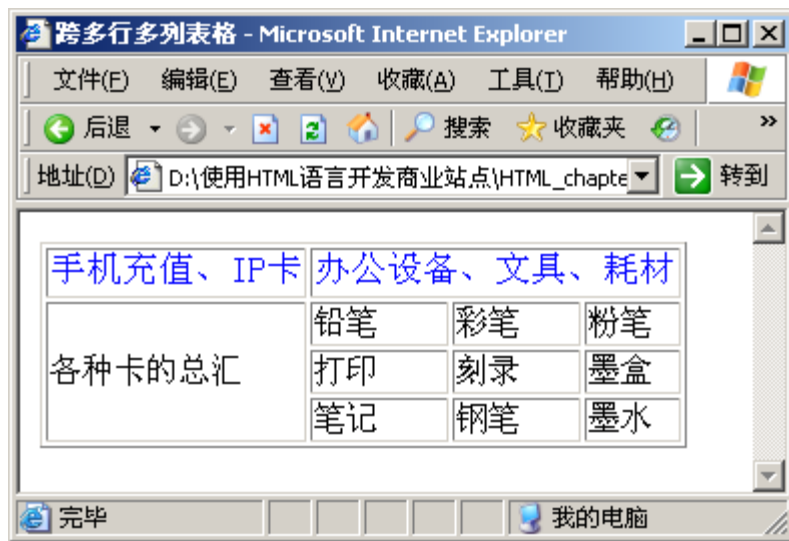 跨多行多列表格 - Microsoft Internet Explorer
文件(F) 编辑(E) 查看(V) 收藏(A) 工具(T) 帮助(H)
后退 搜索 收藏夹 »
地址(D) D:\使用HTML语言开发商业站点\HTML_chapte 转到
手机充值、IP卡 办公设备、文具、耗材
铅笔 彩笔 粉笔
各种卡的总汇 打印 刻录 墨盒
笔记 钢笔 墨水
完毕 我的电脑